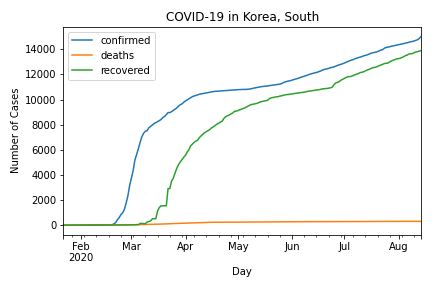 COVID-19 in Korea, South
confirmed
deaths
recovered
Number of Cases
14000
12000
10000
8000
6000
4000
2000
0
Feb Mar Apr May Jun Jul Aug
2020
Day